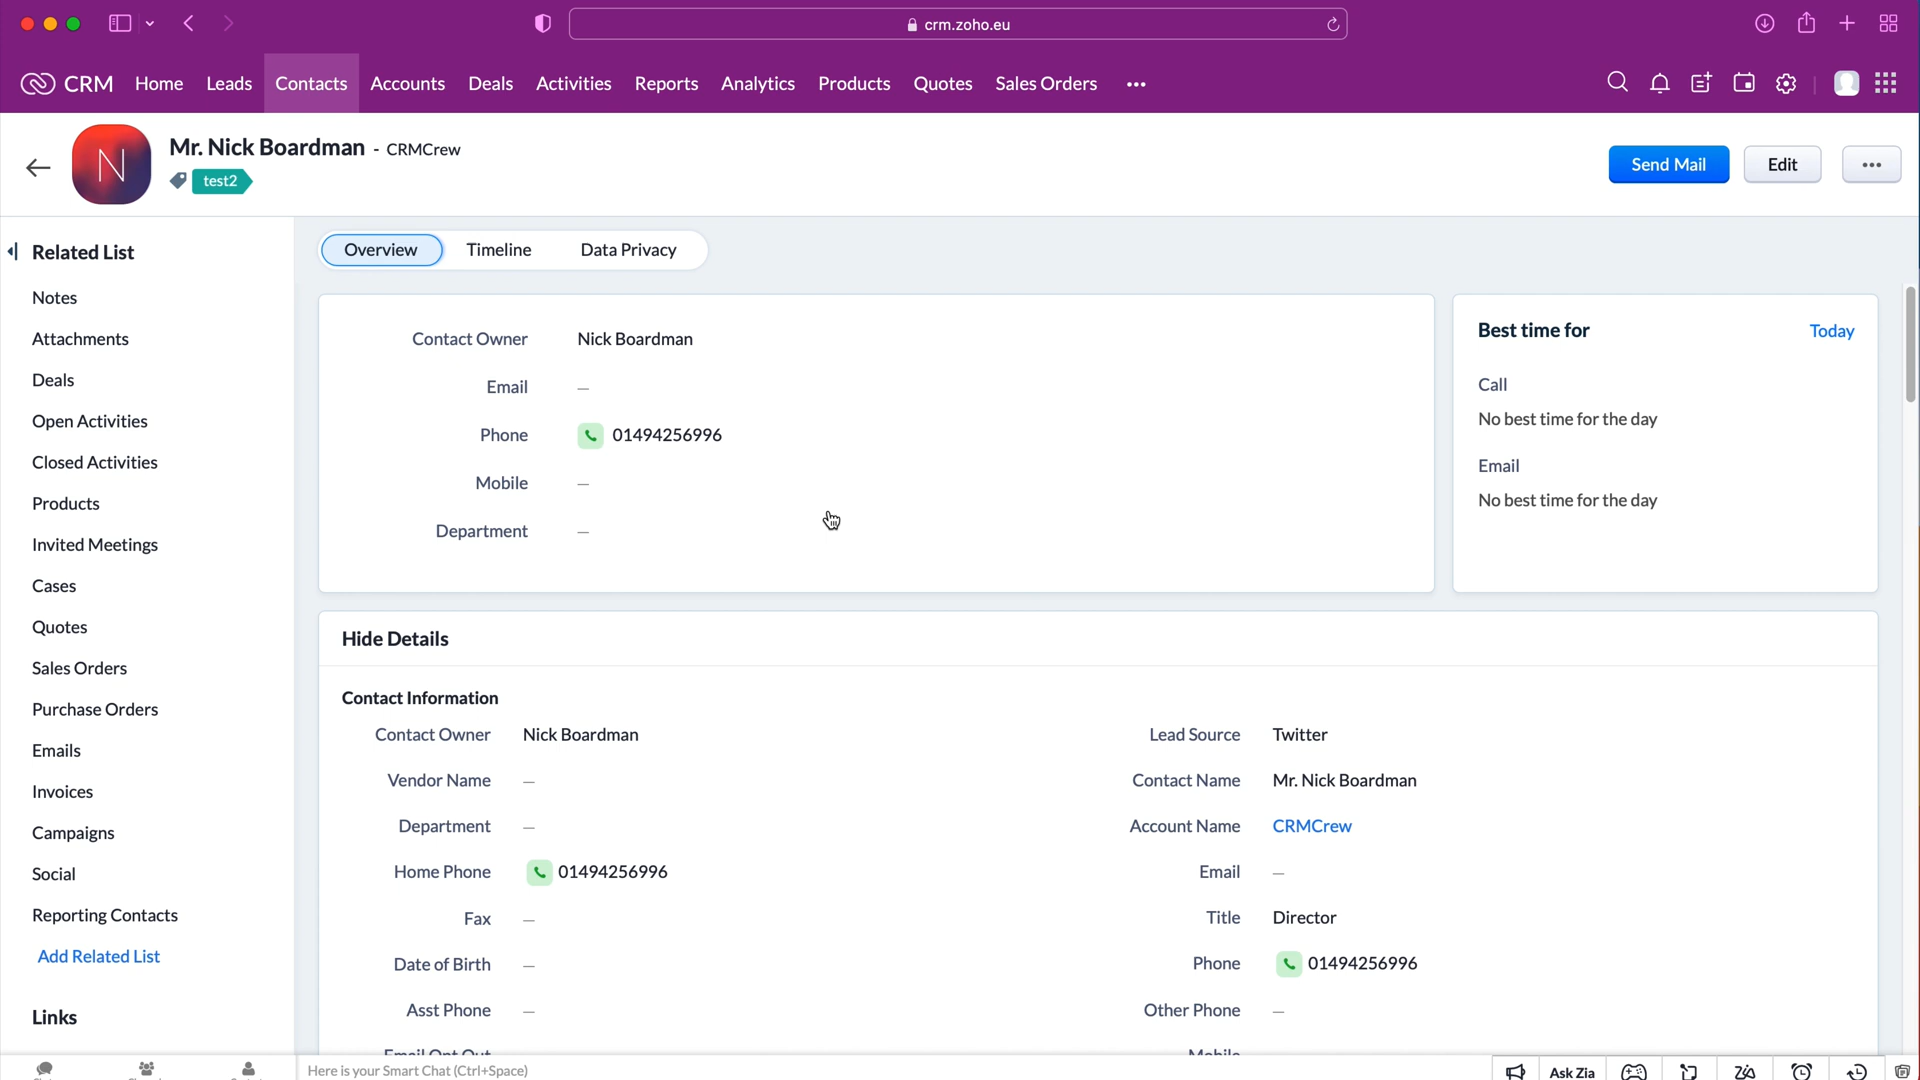 crm.zoho.eu
CRM Home Leads Contacts Accounts Deals Activities Reports Analytics Products Quotes Sales Orders
N
Mr. Nick Boardman - CRMCrew
test2
Send Mail Edit
Related List
Notes
Attachments
Deals
Open Activities
Closed Activities
Products
Invited Meetings
Cases
Quotes
Sales Orders
Purchase Orders
Emails
Invoices
Campaigns
Social
Reporting Contacts
Add Related List
Links
Overview Timeline Data Privacy
Contact Owner Nick Boardman
Email —
Phone 01494256996
Mobile —
Department —
Best time for Today
Call
No best time for the day
Email
No best time for the day
Hide Details
Contact Information
Contact Owner Nick Boardman Lead Source Twitter
Vendor Name — Contact Name Mr. Nick Boardman
Department — Account Name CRMCrew
Home Phone 01494256996 Email —
Fax — Title Director
Date of Birth — Phone 01494256996
Asst Phone — Other Phone —
Email Opt Out Mobile
Here is your Smart Chat (Ctrl+Space) Ask Zia